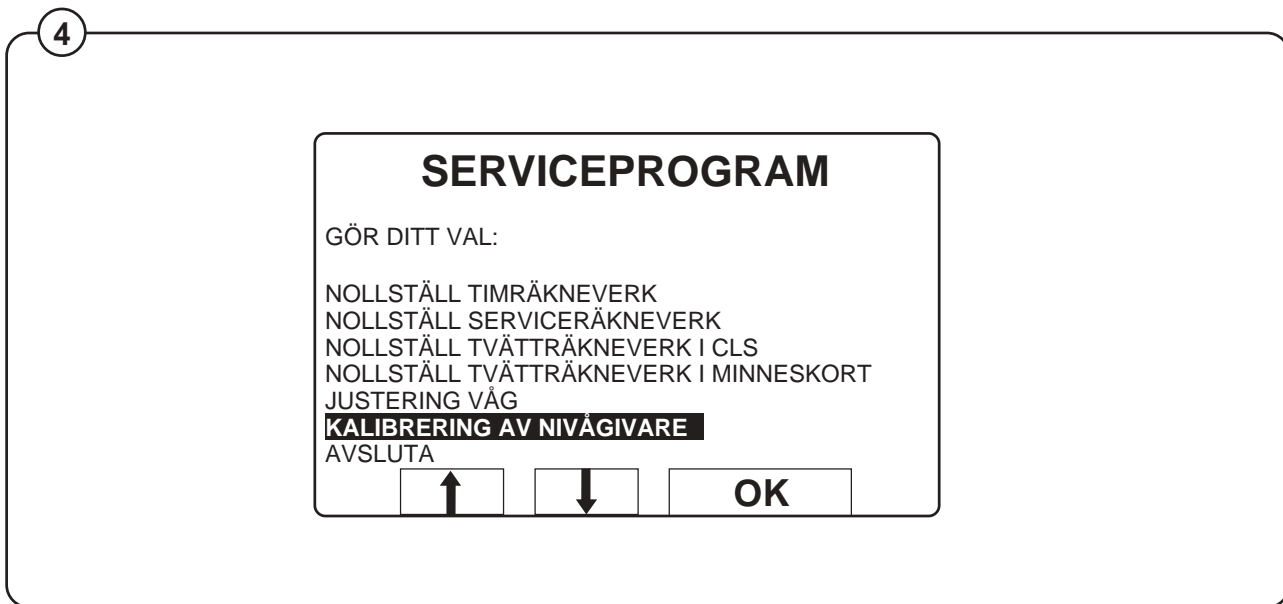 4
SERVICEPROGRAM
GÖR DITT VAL:
NOLLSTÄLL TIMRÄKNEVERK
NOLLSTÄLL SERVICERÄKNEVERK
NOLLSTÄLL TVÄTTRÄKNEVERK I CLS
NOLLSTÄLL TVÄTTRÄKNEVERK I MINNESKORT
JUSTERING VÅG
KALIBRERING AV NIVÅGIVARE
AVSLUTA
OK